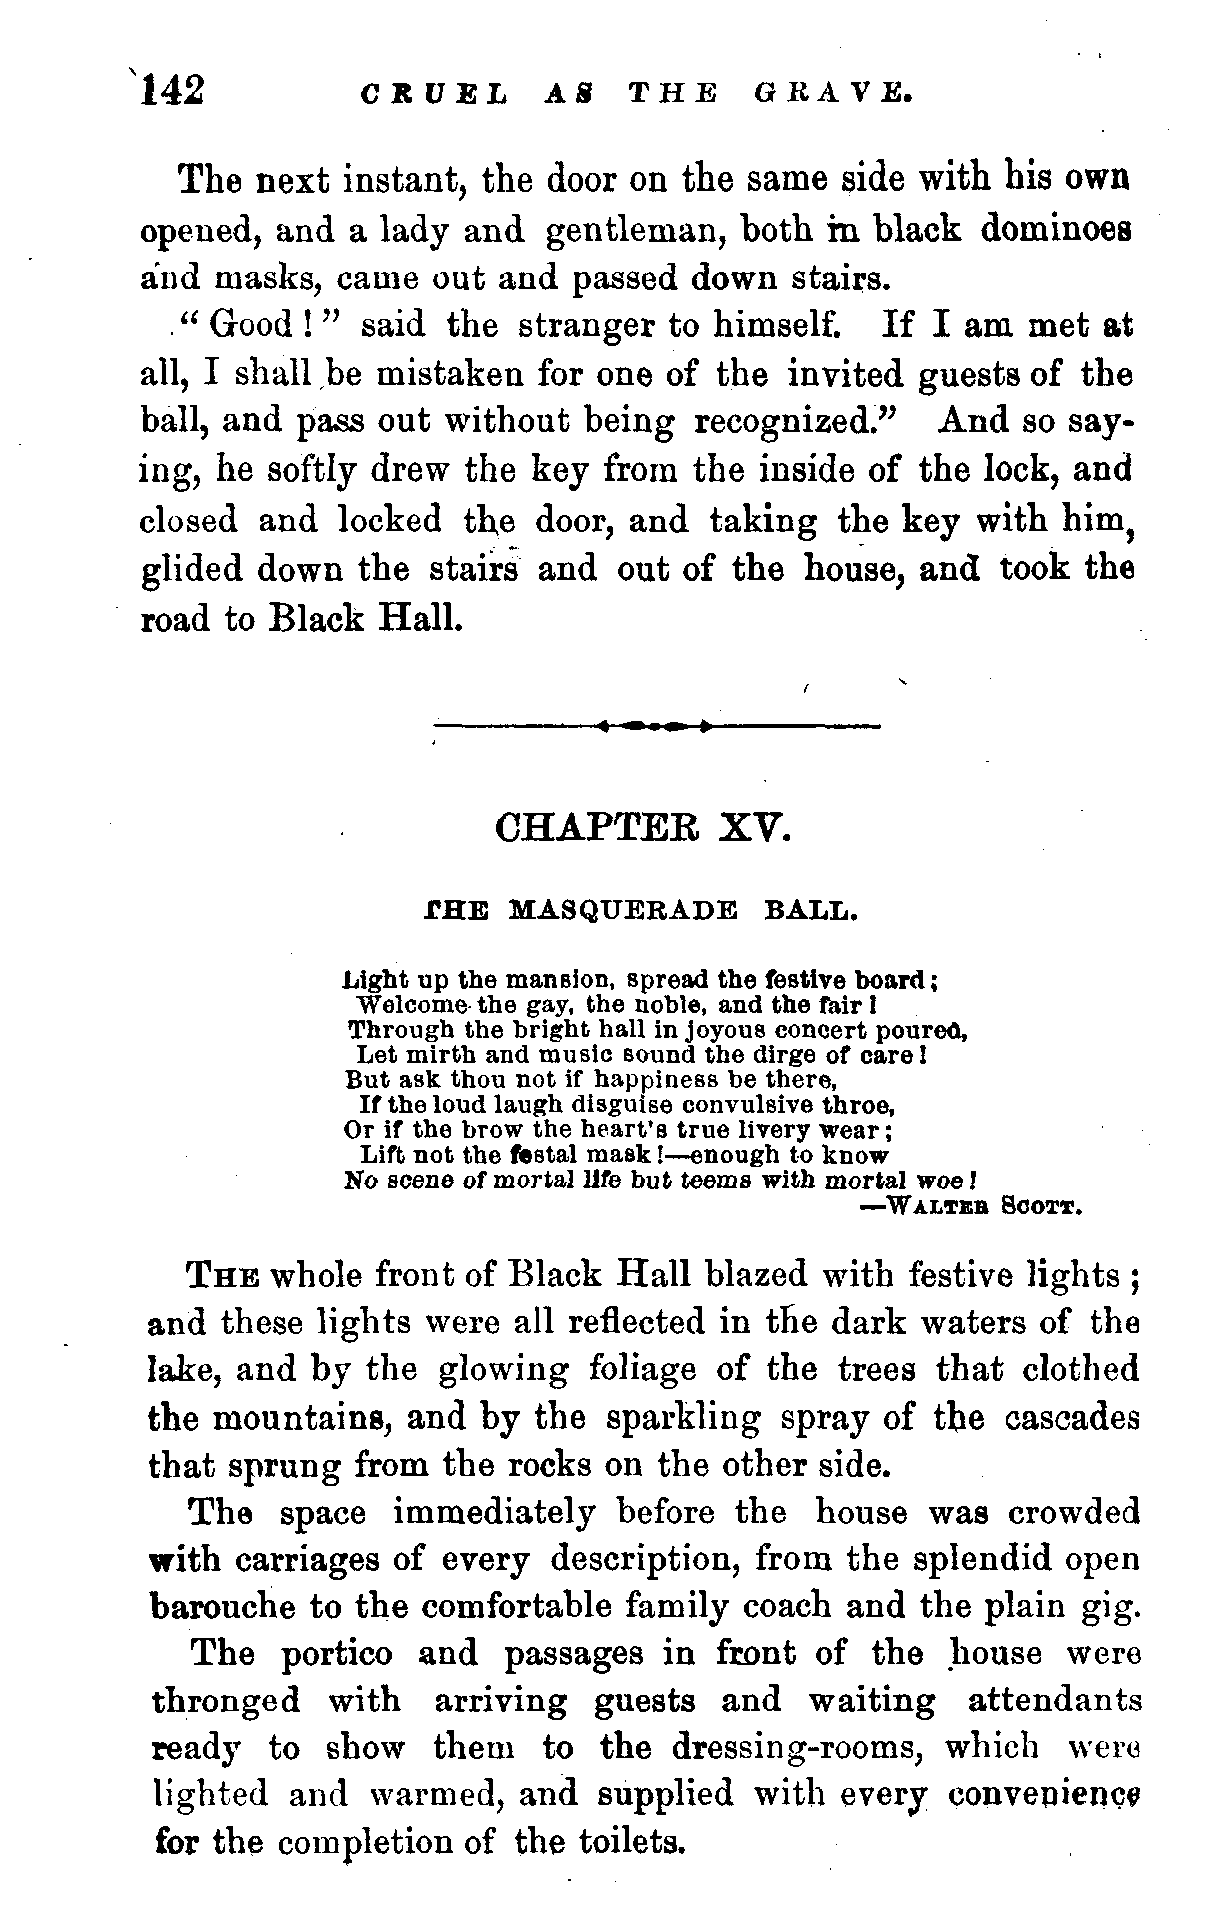 142 CRUEL AS THE GRAVE.
The next instant, the door on the same side with his own
opened, and a lady and gentleman, both in black dominoes
and masks, came out and passed down stairs.
"Good!" said the stranger to himself. If I am met at
all, I shall be mistaken for one of the invited guests of the
ball, and pass out without being recognized." And so say-
ing, he softly drew the key from the inside of the lock, and
closed and locked the door, and taking the key with him,
glided down the stairs and out of the house, and took the
road to Black Hall.
CHAPTER XV.
THE MASQUERADE BALL.
Light up the mansion, spread the festive board;
Welcome the gay, the noble, and the fair!
Through the bright hall in joyous concert poured,
Let mirth and music sound the dirge of care!
But ask thou not if happiness be there,
If the loud laugh disguise convulsive throe,
Or if the brow the heart's true livery wear;
Lift not the festal mask!—enough to know
No scene of mortal life but teems with mortal woe!
—WALTER SCOTT.
THE whole front of Black Hall blazed with festive lights;
and these lights were all reflected in the dark waters of the
lake, and by the glowing foliage of the trees that clothed
the mountains, and by the sparkling spray of the cascades
that sprung from the rocks on the other side.
The space immediately before the house was crowded
with carriages of every description, from the splendid open
barouche to the comfortable family coach and the plain gig.
The portico and passages in front of the house were
thronged with arriving guests and waiting attendants
ready to show them to the dressing-rooms, which were
lighted and warmed, and supplied with every convenience
for the completion of the toilets.